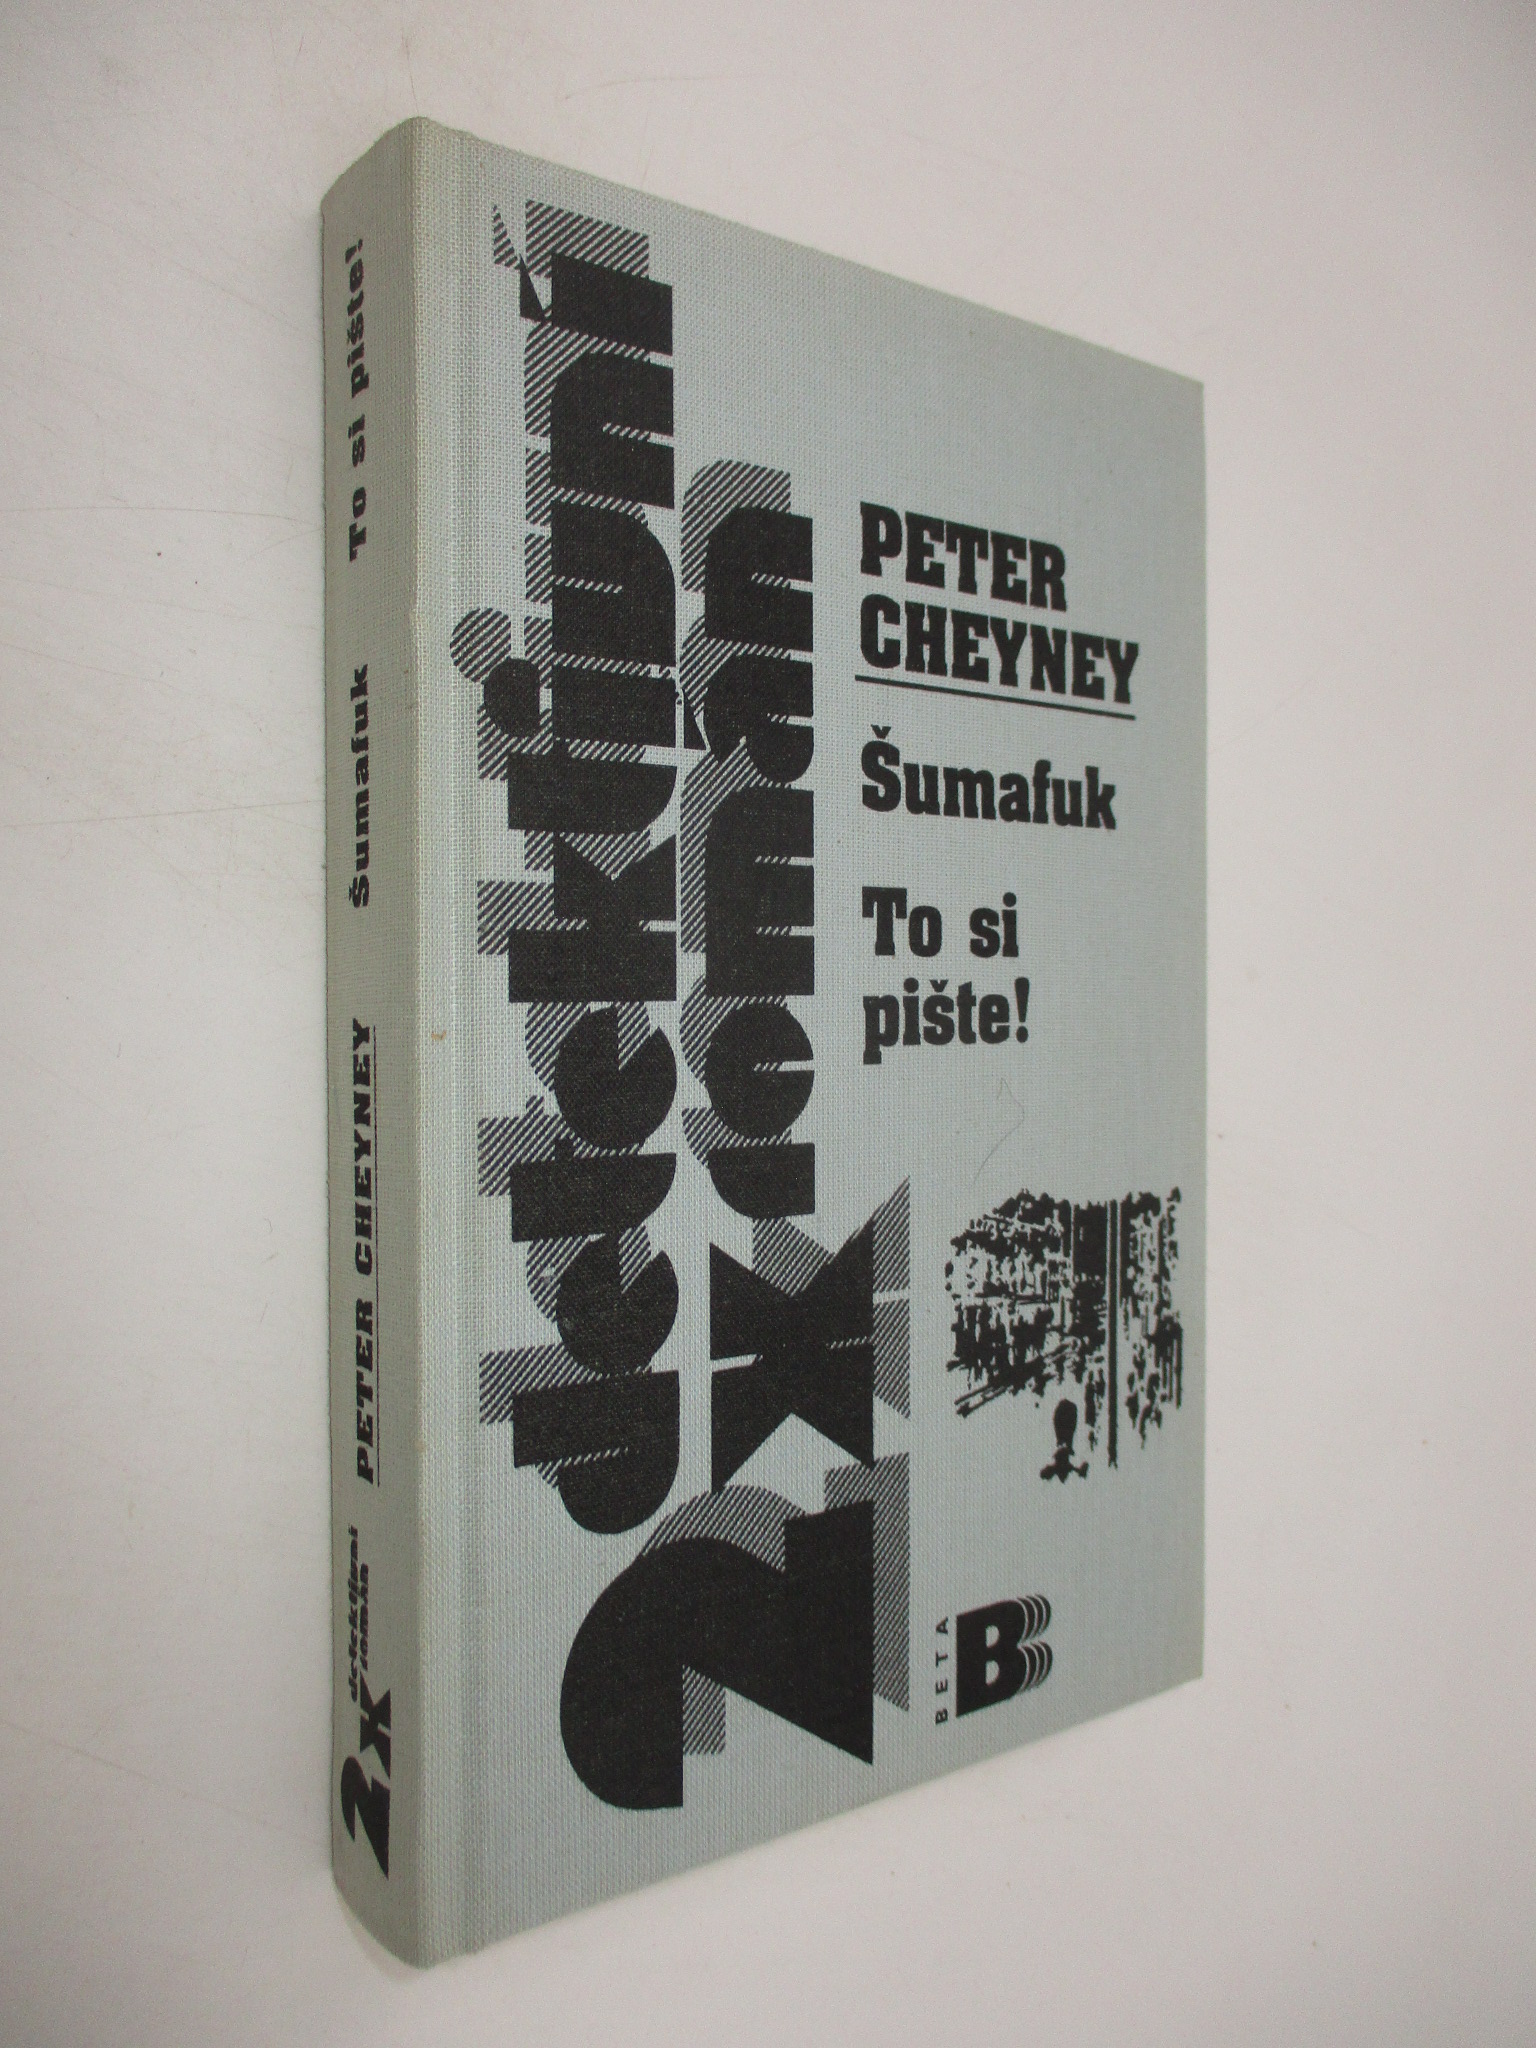 2x detektivní román
PETER CHEYNEY
Šumafuk
To si pište!
2x
detektivní
román
PETER
CHEYNEY
Šumafuk
To si
pište!
BETA
B